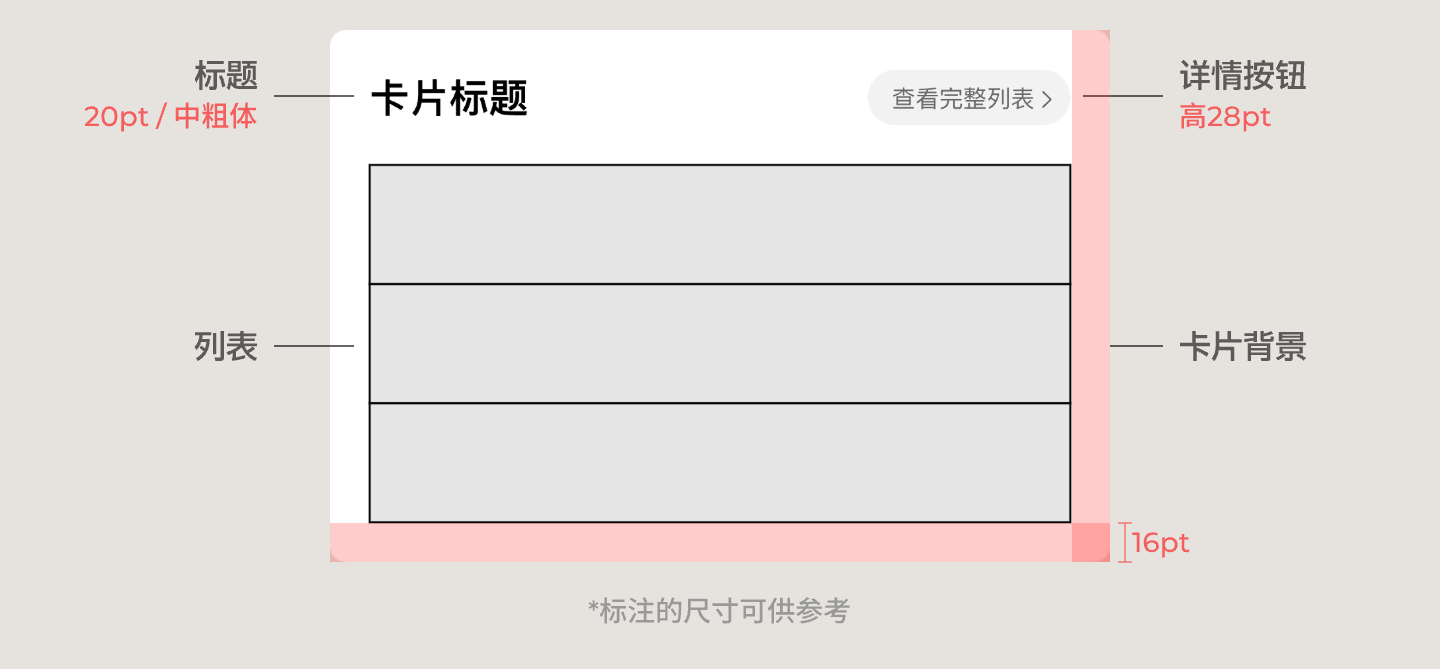 标题
20pt / 中粗体
卡片标题
查看完整列表 >
详情按钮
高28pt
列表
卡片背景
16pt
*标注的尺寸可供参考